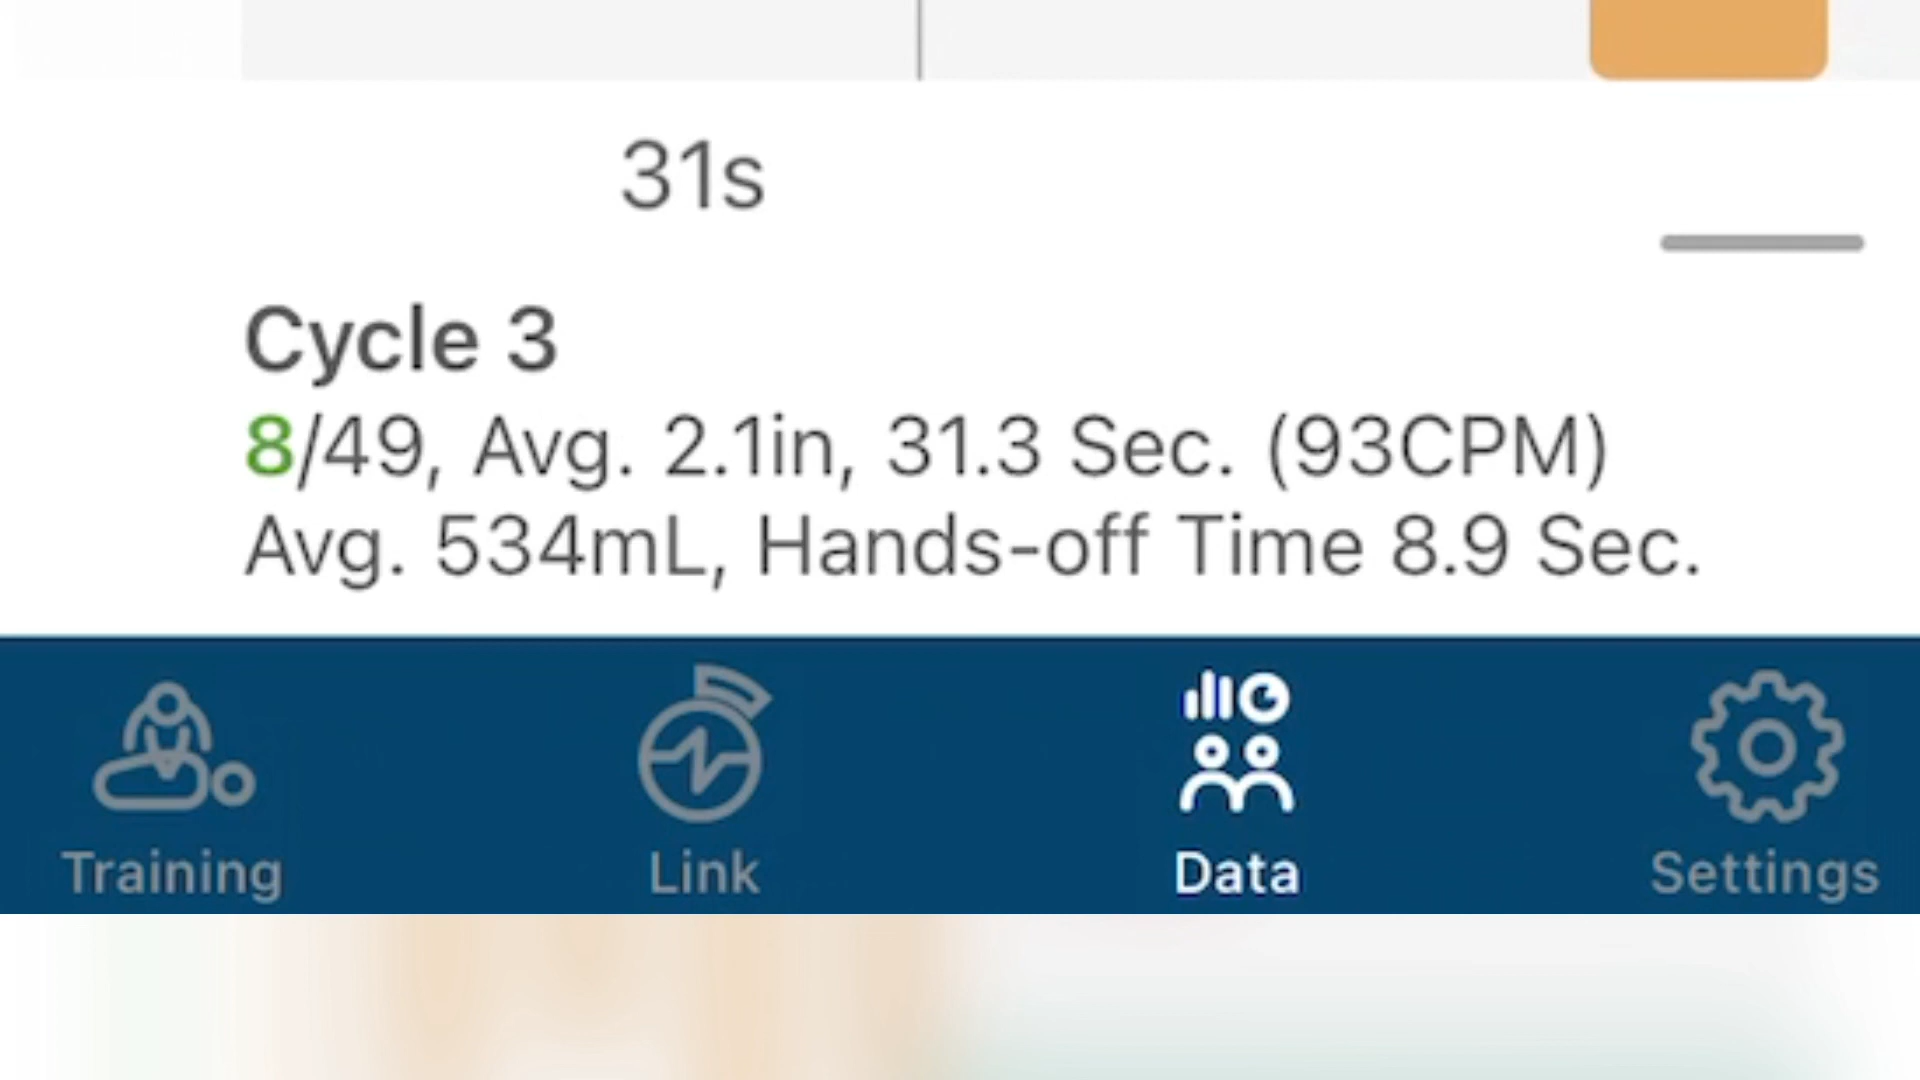 31s
Cycle 3
8/49, Avg. 2.1in, 31.3 Sec. (93CPM)
Avg. 534mL, Hands-off Time 8.9 Sec.
Training
Link
Data
Settings